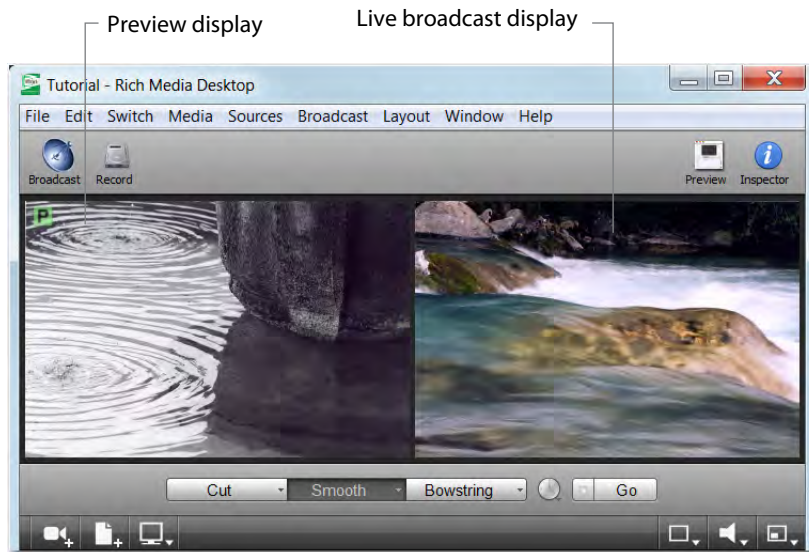 Preview display
Live broadcast display
Tutorial - Rich Media Desktop
File Edit Switch Media Sources Broadcast Layout Window Help
Broadcast Record Preview Inspector
P
Cut Smooth Bowstring Go